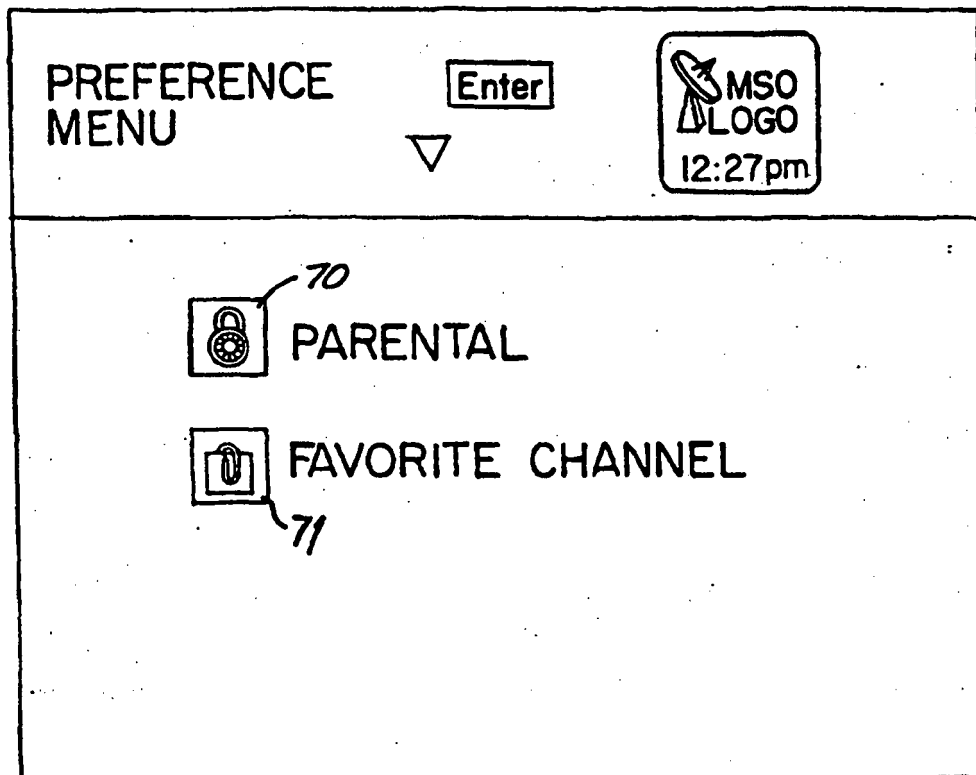 PREFERENCE
MENU
Enter
MSO
LOGO
12:27pm
70
PARENTAL
FAVORITE CHANNEL
71